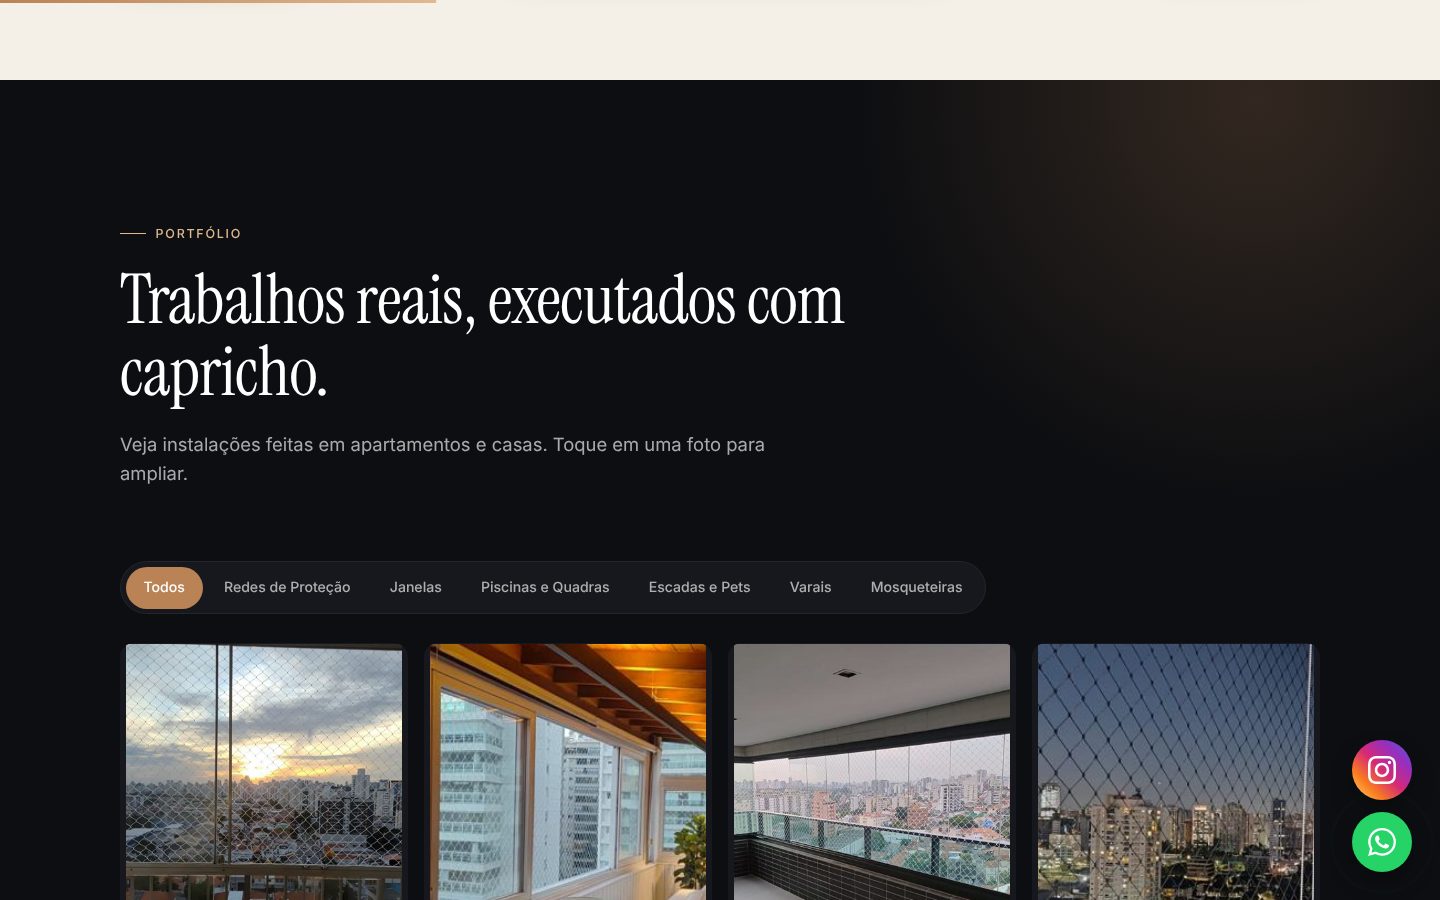 PORTFÓLIO
Trabalhos reais, executados com
capricho.
Veja instalações feitas em apartamentos e casas. Toque em uma foto para
ampliar.
Todos Redes de Proteção Janelas Piscinas e Quadras Escadas e Pets Varais Mosqueteiras